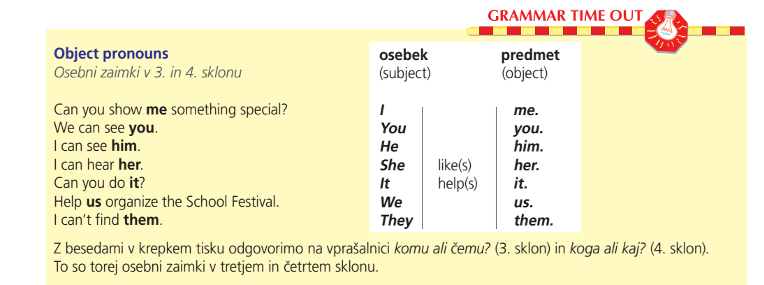 GRAMMAR TIME OUT
Object pronouns
Osebni zaimki v 3. in 4. sklonu
osebek predmet
(subject) (object)
Can you show me something special? I me.
We can see you. You you.
I can see him. He him.
I can hear her. She like(s) her.
Can you do it? It help(s) it.
Help us organize the School Festival. We us.
I can't find them. They them.
Z besedami v krepkem tisku odgovorimo na vprašalnici komu ali čemu? (3. sklon) in koga ali kaj? (4. sklon).
To so torej osebni zaimki v tretjem in četrtem sklonu.